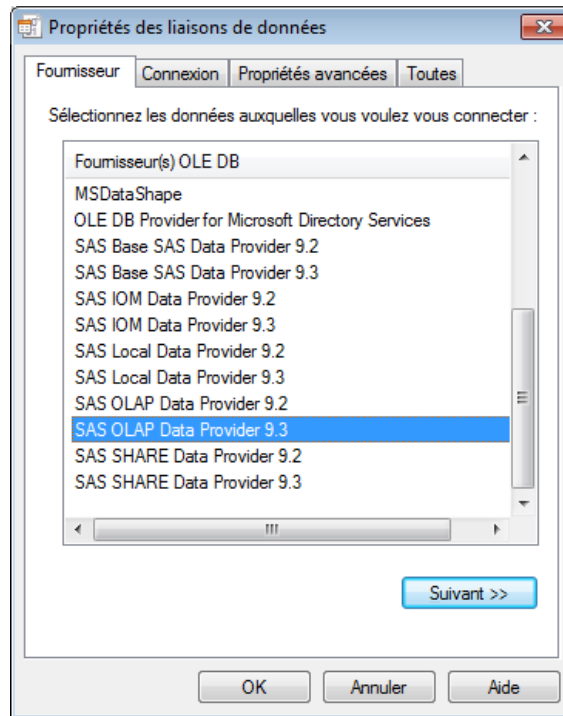 Propriétés des liaisons de données
Fournisseur Connexion Propriétés avancées Toutes
Sélectionnez les données auxquelles vous voulez vous connecter :
Fournisseur(s) OLE DB
MSDataShape
OLE DB Provider for Microsoft Directory Services
SAS Base SAS Data Provider 9.2
SAS Base SAS Data Provider 9.3
SAS IOM Data Provider 9.2
SAS IOM Data Provider 9.3
SAS Local Data Provider 9.2
SAS Local Data Provider 9.3
SAS OLAP Data Provider 9.2
SAS OLAP Data Provider 9.3
SAS SHARE Data Provider 9.2
SAS SHARE Data Provider 9.3
Suivant >>
OK Annuler Aide